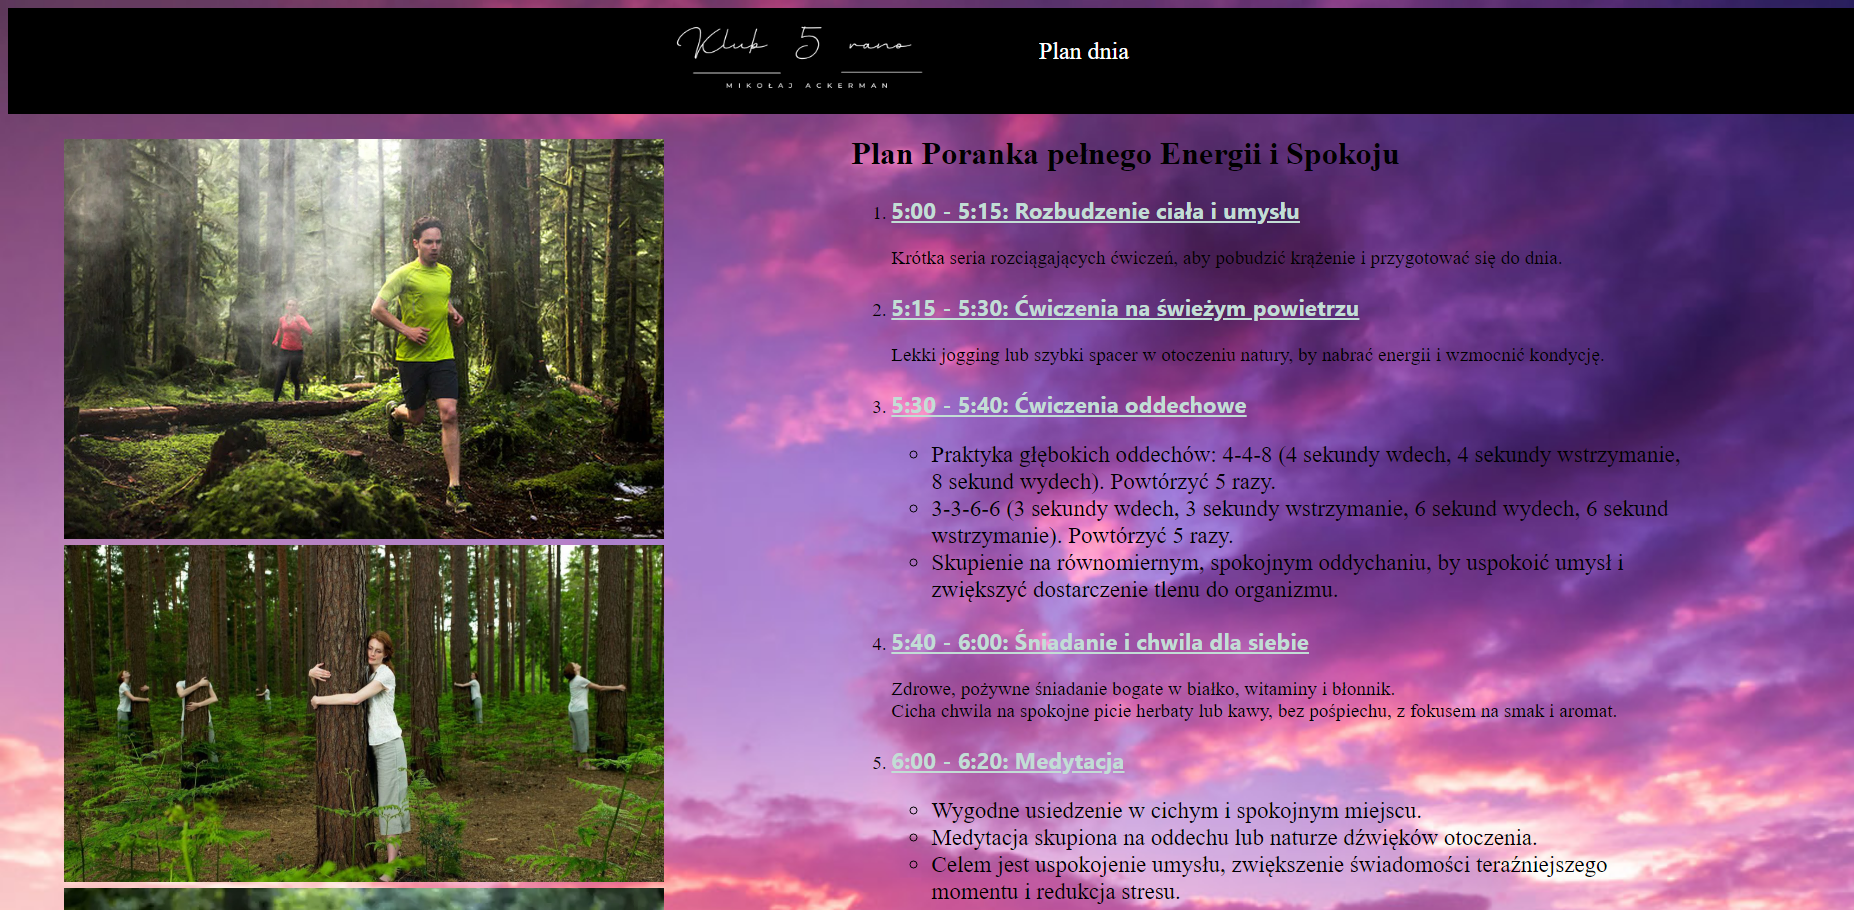 Klub 5 rano
MIKOŁAJ ACKERMAN
Plan dnia
Plan Poranka pełnego Energii i Spokoju
1. 5:00 - 5:15: Rozbudzenie ciała i umysłu
Krótka seria rozciągających ćwiczeń, aby pobudzić krążenie i przygotować się do dnia.
2. 5:15 - 5:30: Ćwiczenia na świeżym powietrzu
Lekki jogging lub szybki spacer w otoczeniu natury, by nabrać energii i wzmocnić kondycję.
3. 5:30 - 5:40: Ćwiczenia oddechowe
Praktyka głębokich oddechów: 4-4-8 (4 sekundy wdech, 4 sekundy wstrzymanie,
8 sekund wydech). Powtórzyć 5 razy.
3-3-6-6 (3 sekundy wdech, 3 sekundy wstrzymanie, 6 sekund wydech, 6 sekund
wstrzymanie). Powtórzyć 5 razy.
Skupienie na równomiernym, spokojnym oddychaniu, by uspokoić umysł i
zwiększyć dostarczenie tlenu do organizmu.
4. 5:40 - 6:00: Śniadanie i chwila dla siebie
Zdrowe, pożywne śniadanie bogate w białko, witaminy i błonnik.
Cicha chwila na spokojne picie herbaty lub kawy, bez pośpiechu, z fokusem na smak i aromat.
5. 6:00 - 6:20: Medytacja
Wygodne usiedzenie w cichym i spokojnym miejscu.
Medytacja skupiona na oddechu lub naturze dźwięków otoczenia.
Celem jest uspokojenie umysłu, zwiększenie świadomości teraźniejszego
momentu i redukcja stresu.